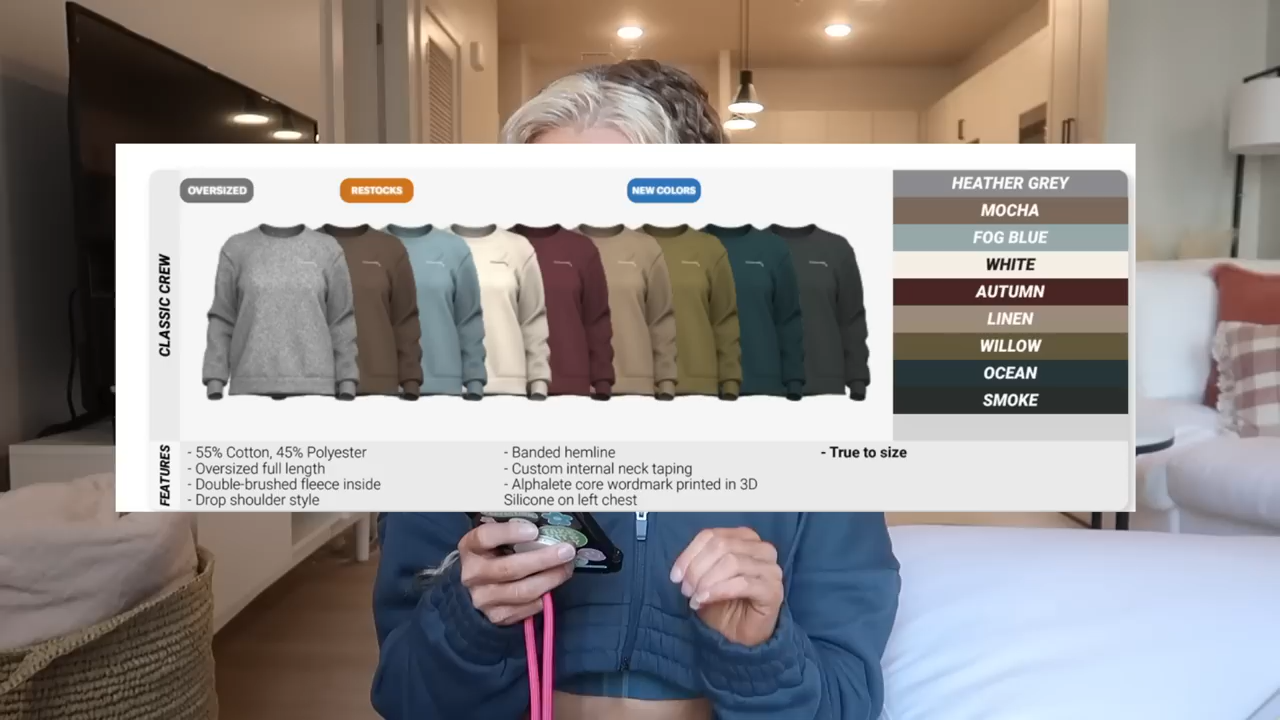 OVERSIZED
RESTOCKS
NEW COLORS
CLASSIC CREW
HEATHER GREY
MOCHA
FOG BLUE
WHITE
AUTUMN
LINEN
WILLOW
OCEAN
SMOKE
FEATURES
- 55% Cotton, 45% Polyester
- Oversized full length
- Double-brushed fleece inside
- Drop shoulder style
- Banded hemline
- Custom internal neck taping
- Alphalete core wordmark printed in 3D
Silicone on left chest
- True to size